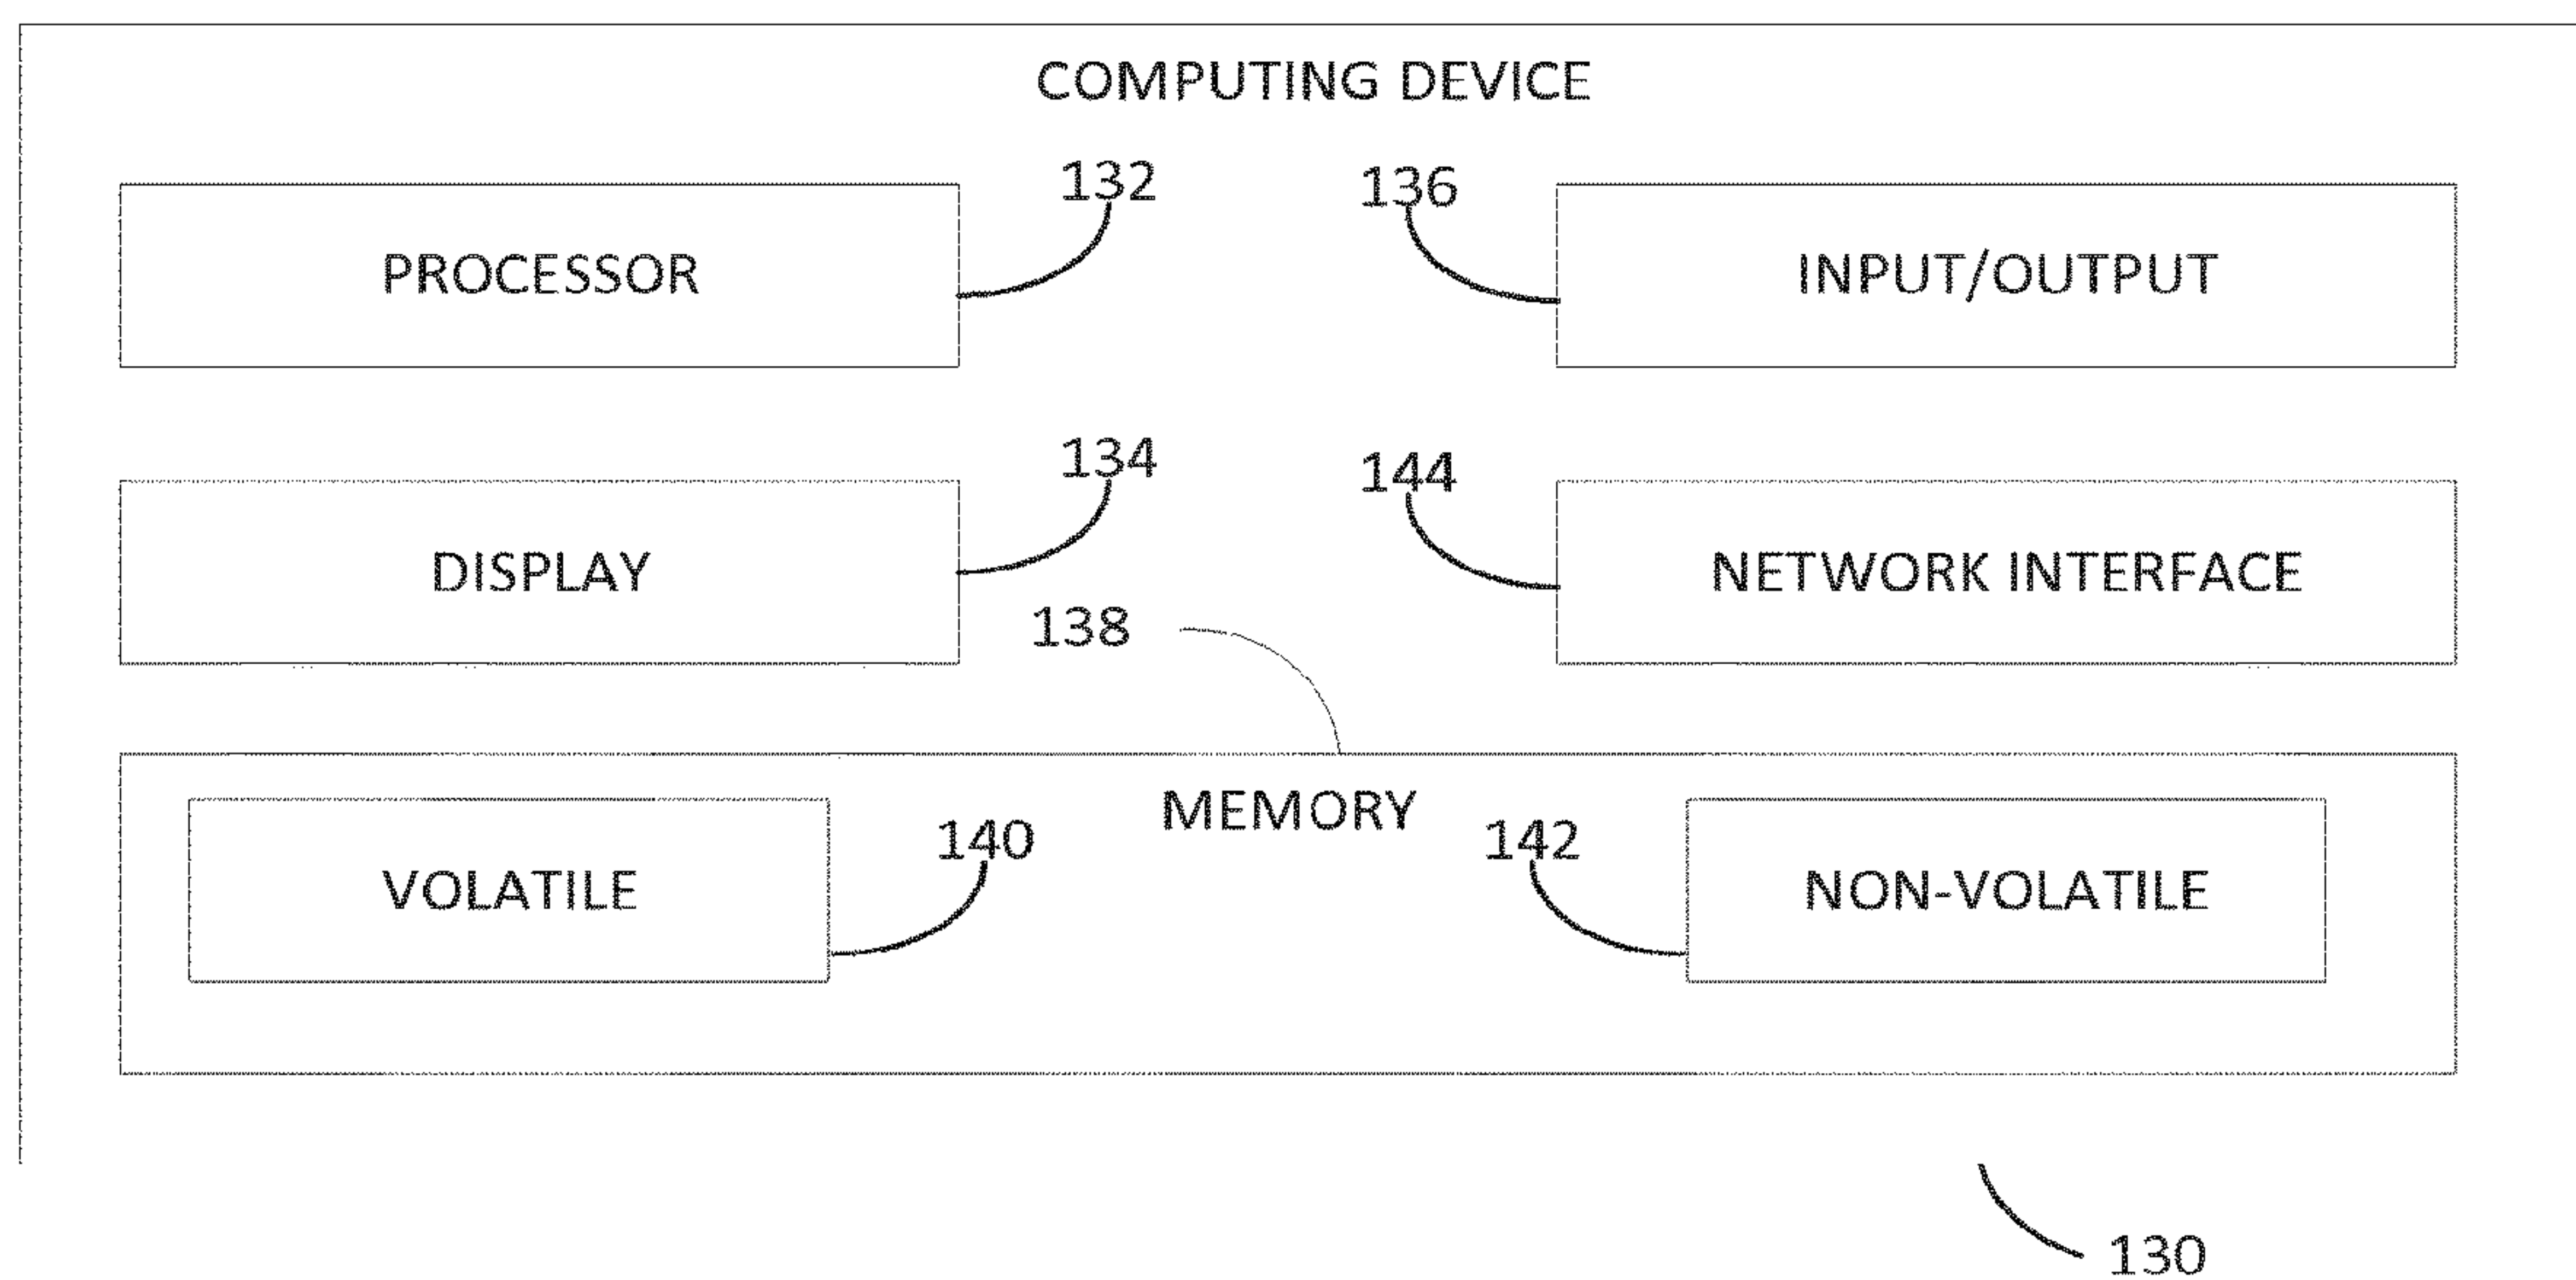 COMPUTING DEVICE
132 136
PROCESSOR INPUT/OUTPUT
134 144
DISPLAY NETWORK INTERFACE
138
MEMORY
140 142
VOLATILE NON-VOLATILE
130